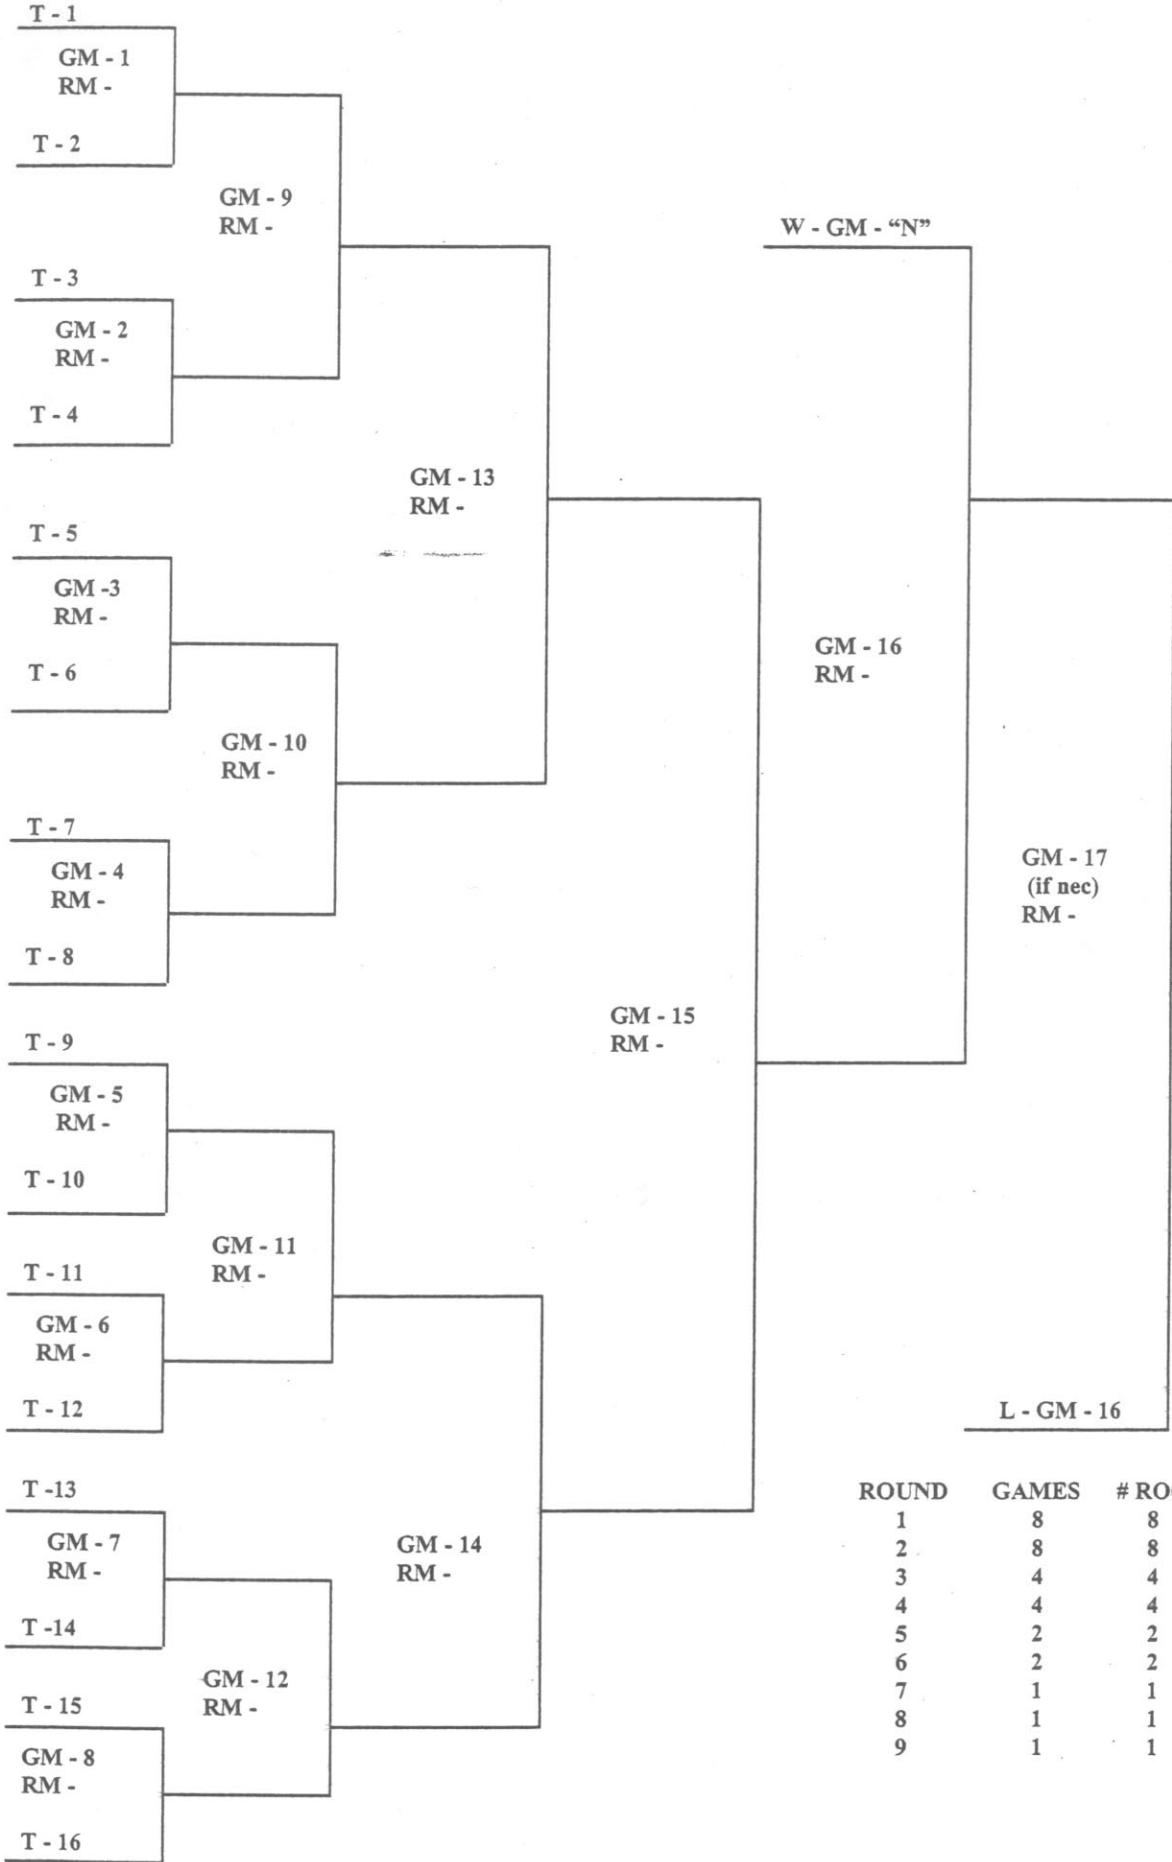 T - 1
GM - 1
RM -
T - 2
GM - 9
RM -
W - GM - “N”
T - 3
GM - 2
RM -
T - 4
GM - 13
RM -
T - 5
GM -3
RM -
T - 6
GM - 16
RM -
GM - 10
RM -
T - 7
GM - 4
RM -
T - 8
GM - 17
(if nec)
RM -
GM - 15
RM -
T - 9
GM - 5
RM -
T - 10
GM - 11
RM -
T - 11
GM - 6
RM -
T - 12
L - GM - 16
T -13
GM - 7
RM -
T -14
GM - 14
RM -
GM - 12
RM -
T - 15
GM - 8
RM -
T - 16
ROUND GAMES #
1 8 8
2 8 8
3 4 4
4 4 4
5 2 2
6 2 2
7 1 1
8 1 1
9 1 1